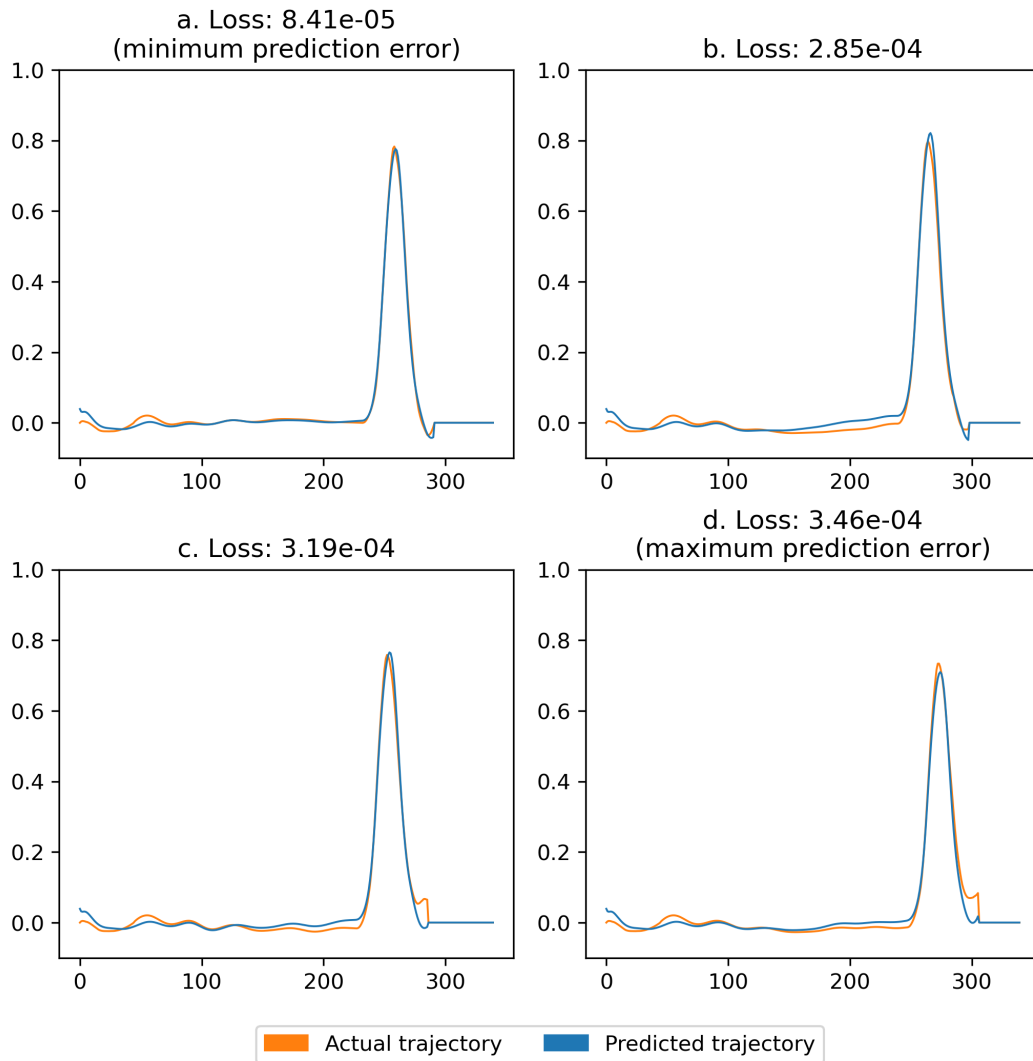 a. Loss: 8.41e-05
(minimum prediction error)
1.0
0.8
0.6
0.4
0.2
0.0
0 100 200 300
b. Loss: 2.85e-04
1.0
0.8
0.6
0.4
0.2
0.0
0 100 200 300
c. Loss: 3.19e-04
1.0
0.8
0.6
0.4
0.2
0.0
0 100 200 300
d. Loss: 3.46e-04
(maximum prediction error)
1.0
0.8
0.6
0.4
0.2
0.0
0 100 200 300
Actual trajectory Predicted trajectory